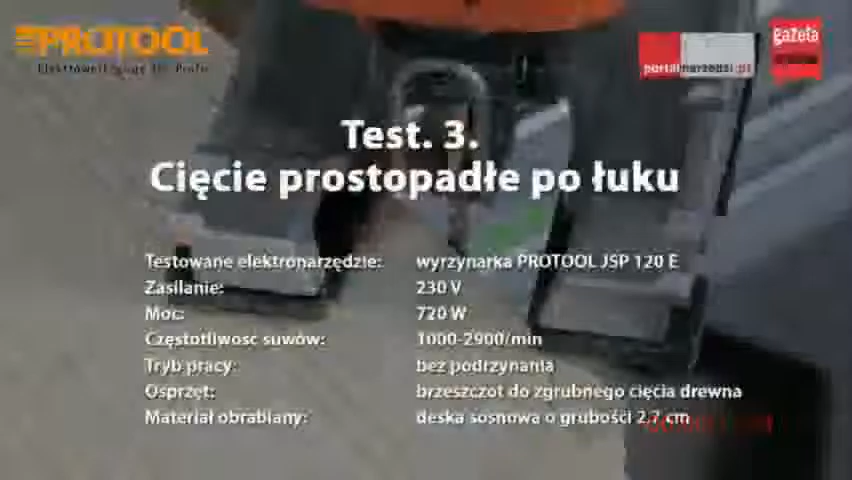 PROTOOL
portalnarzedzi.pl
gazeta
Test. 3.
Cięcie prostopadłe po łuku
Testowane elektronarzędzie: wyrzynarka PROTOOL JSP 120 E
Zasilanie: 230 V
Moc: 720 W
Częstotliwość suwów: 1000-2900/min
Tryb pracy: bez podrzynania
Osprzęt: brzeszczot do zgrubnego cięcia drewna
Materiał obrabiany: deska sosnowa o grubości 2,7 cm